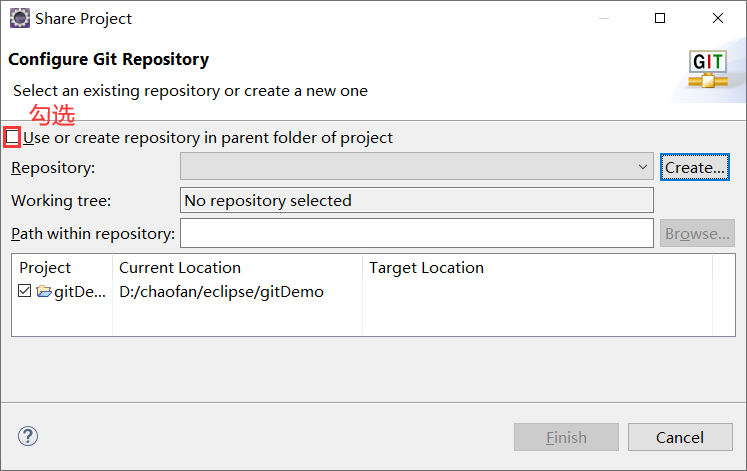 Share Project
Configure Git Repository
Select an existing repository or create a new one
GIT
勾选
Use or create repository in parent folder of project
Repository:
Create...
Working tree: No repository selected
Path within repository:
Browse...
Project Current Location Target Location
gitDe... D:/chaofan/eclipse/gitDemo
?
Finish Cancel